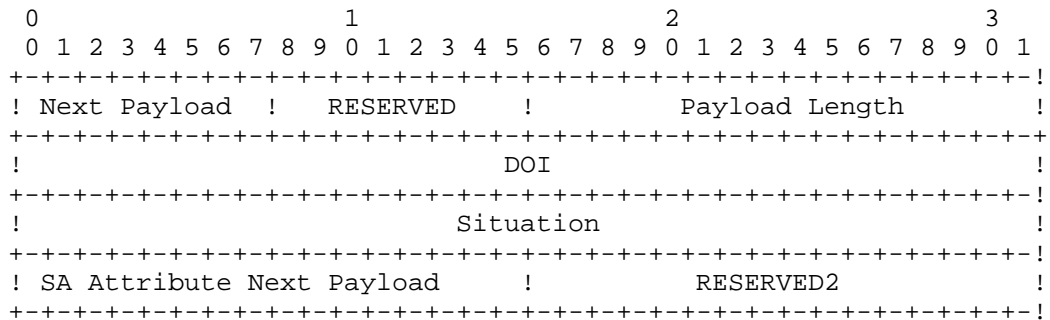 0                   1                   2                   3
 0 1 2 3 4 5 6 7 8 9 0 1 2 3 4 5 6 7 8 9 0 1 2 3 4 5 6 7 8 9 0 1
+-+-+-+-+-+-+-+-+-+-+-+-+-+-+-+-+-+-+-+-+-+-+-+-+-+-+-+-+-+-+-+-!
! Next Payload  !   RESERVED    !         Payload Length        !
+-+-+-+-+-+-+-+-+-+-+-+-+-+-+-+-+-+-+-+-+-+-+-+-+-+-+-+-+-+-+-+-+
!                              DOI                              !
+-+-+-+-+-+-+-+-+-+-+-+-+-+-+-+-+-+-+-+-+-+-+-+-+-+-+-+-+-+-+-+-!
!                           Situation                           !
+-+-+-+-+-+-+-+-+-+-+-+-+-+-+-+-+-+-+-+-+-+-+-+-+-+-+-+-+-+-+-+-!
! SA Attribute Next Payload     !          RESERVED2            !
+-+-+-+-+-+-+-+-+-+-+-+-+-+-+-+-+-+-+-+-+-+-+-+-+-+-+-+-+-+-+-+-!